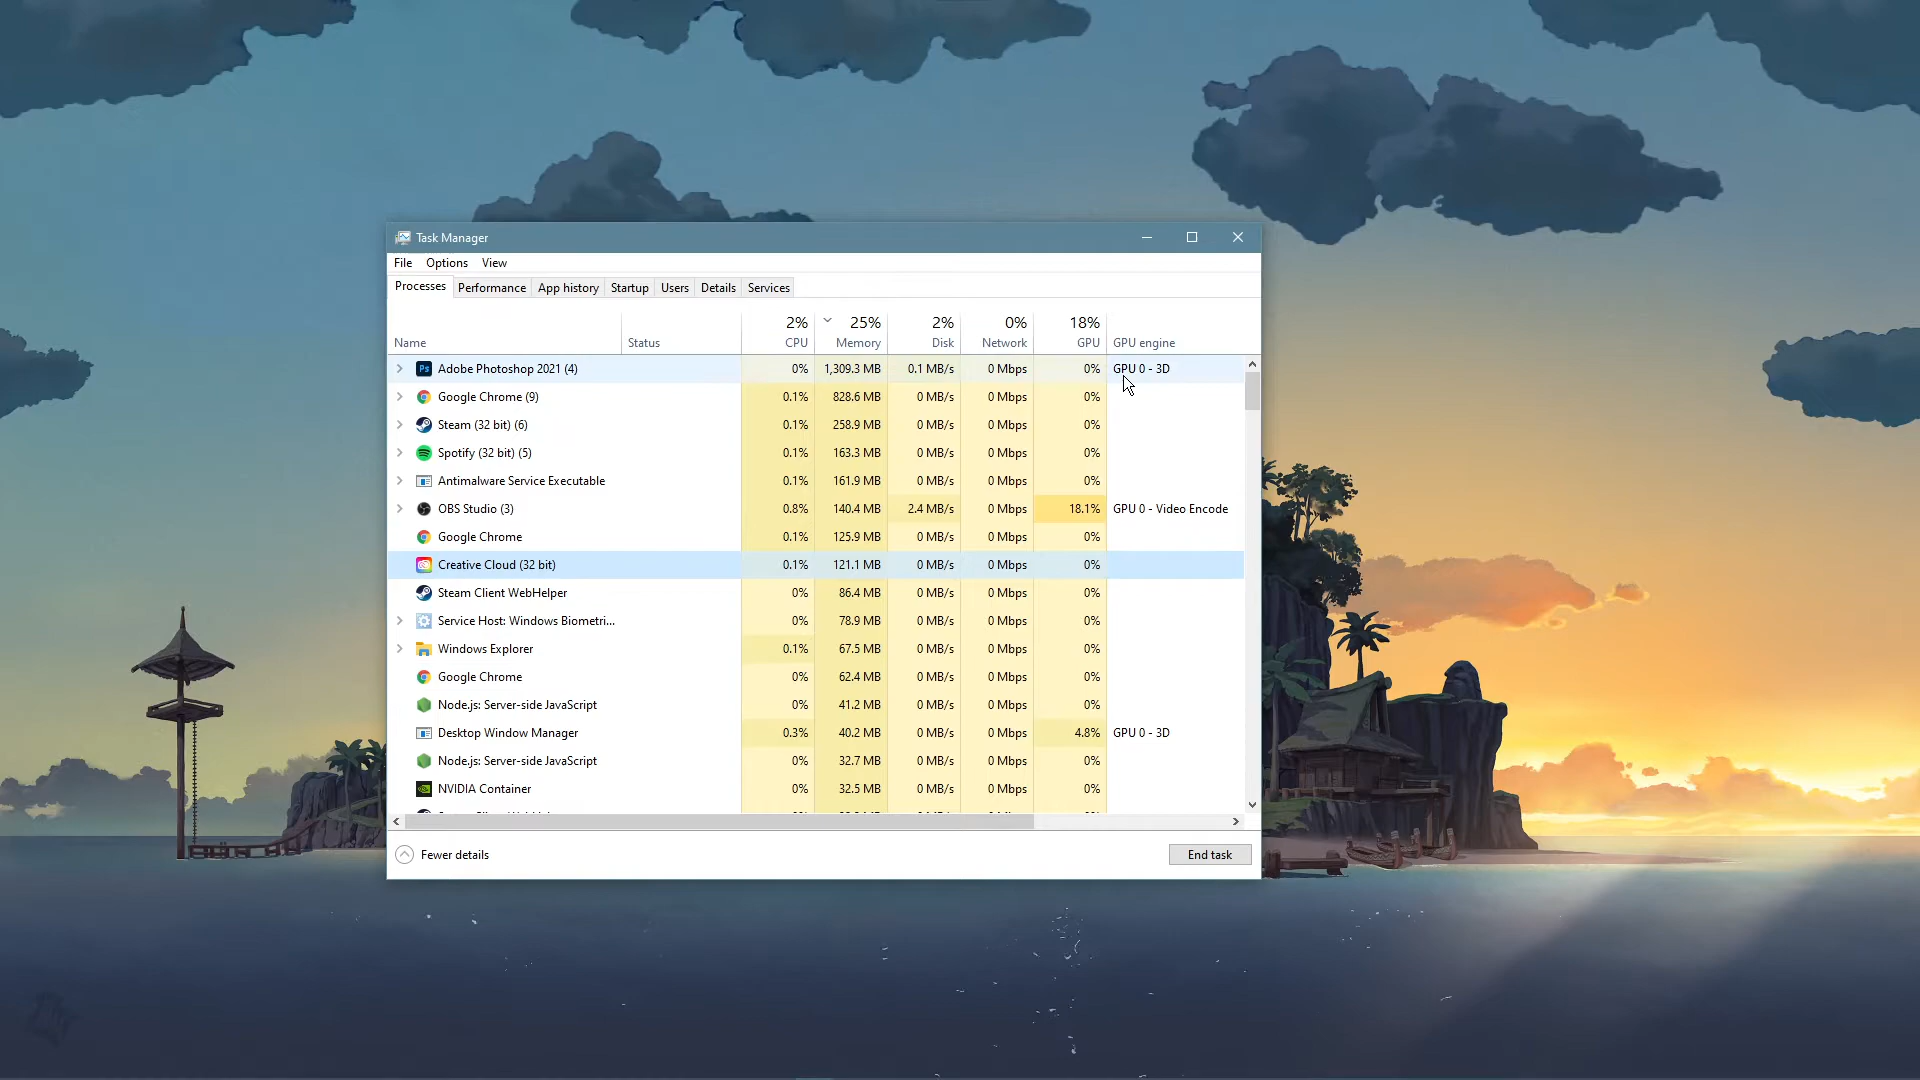 Task Manager
File Options View
Processes Performance App history Startup Users Details Services
2% 25% 2% 0% 18%
Name Status CPU Memory Disk Network GPU GPU engine
Ps Adobe Photoshop 2021 (4) 0% 1,309.3 MB 0.1 MB/s 0 Mbps 0% GPU 0 - 3D
Google Chrome (9) 0.1% 828.6 MB 0 MB/s 0 Mbps 0%
Steam (32 bit) (6) 0.1% 258.9 MB 0 MB/s 0 Mbps 0%
Spotify (32 bit) (5) 0.1% 163.3 MB 0 MB/s 0 Mbps 0%
Antimalware Service Executable 0.1% 161.9 MB 0 MB/s 0 Mbps 0%
OBS Studio (3) 0.8% 140.4 MB 2.4 MB/s 0 Mbps 18.1% GPU 0 - Video Encode
Google Chrome 0.1% 125.9 MB 0 MB/s 0 Mbps 0%
Creative Cloud (32 bit) 0.1% 121.1 MB 0 MB/s 0 Mbps 0%
Steam Client WebHelper 0% 86.4 MB 0 MB/s 0 Mbps 0%
Service Host: Windows Biometri... 0% 78.9 MB 0 MB/s 0 Mbps 0%
Windows Explorer 0.1% 67.5 MB 0 MB/s 0 Mbps 0%
Google Chrome 0% 62.4 MB 0 MB/s 0 Mbps 0%
Node.js: Server-side JavaScript 0% 41.2 MB 0 MB/s 0 Mbps 0%
Desktop Window Manager 0.3% 40.2 MB 0 MB/s 0 Mbps 4.8% GPU 0 - 3D
Node.js: Server-side JavaScript 0% 32.7 MB 0 MB/s 0 Mbps 0%
NVIDIA Container 0% 32.5 MB 0 MB/s 0 Mbps 0%
Fewer details End task